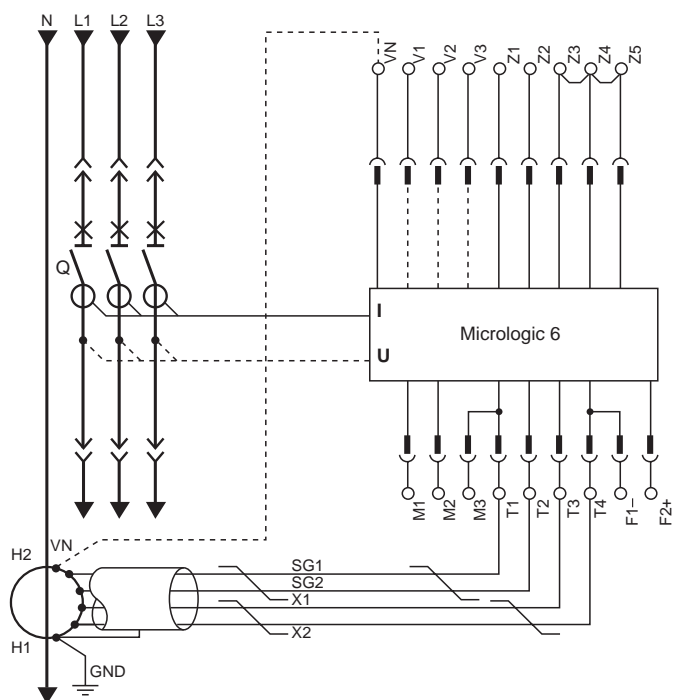 N L1 L2 L3
VN V1 V2 V3 Z1 Z2 Z3 Z4 Z5
Q
I
Micrologic 6
U
M1 M2 M3 T1 T2 T3 T4 F1– F2+
VN
H2
SG1
SG2
X1
X2
H1
GND